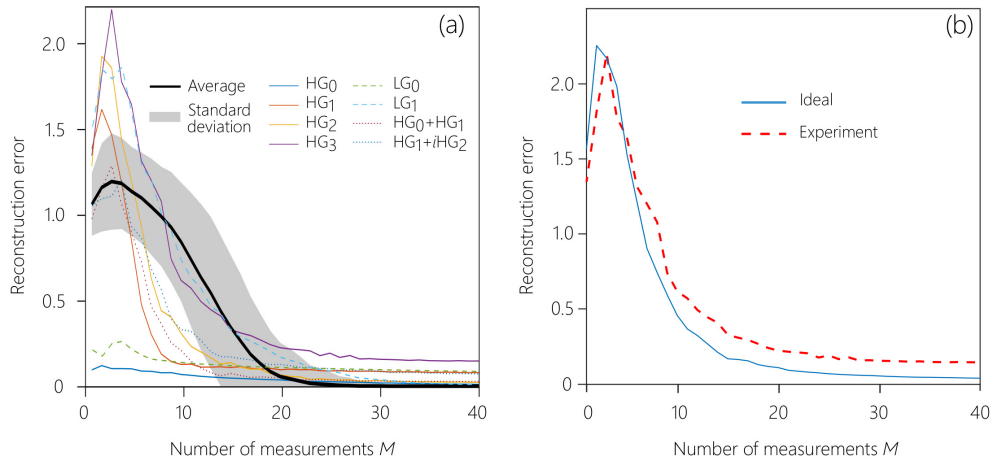 (a)
2.0
1.5
1.0
0.5
0
Reconstruction error
Average
Standard
deviation
HG0
HG1
HG2
HG3
LG0
LG1
HG0+HG1
HG1+iHG2
0
10
20
30
40
Number of measurements M
(b)
2.0
1.5
1.0
0.5
0
Reconstruction error
Ideal
Experiment
0
10
20
30
40
Number of measurements M